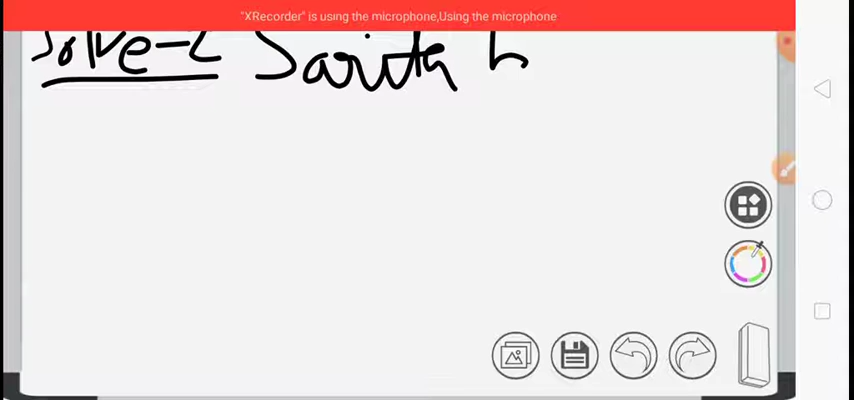 "XRecorder" is using the microphone,Using the microphone
Solve-2 Sarita h